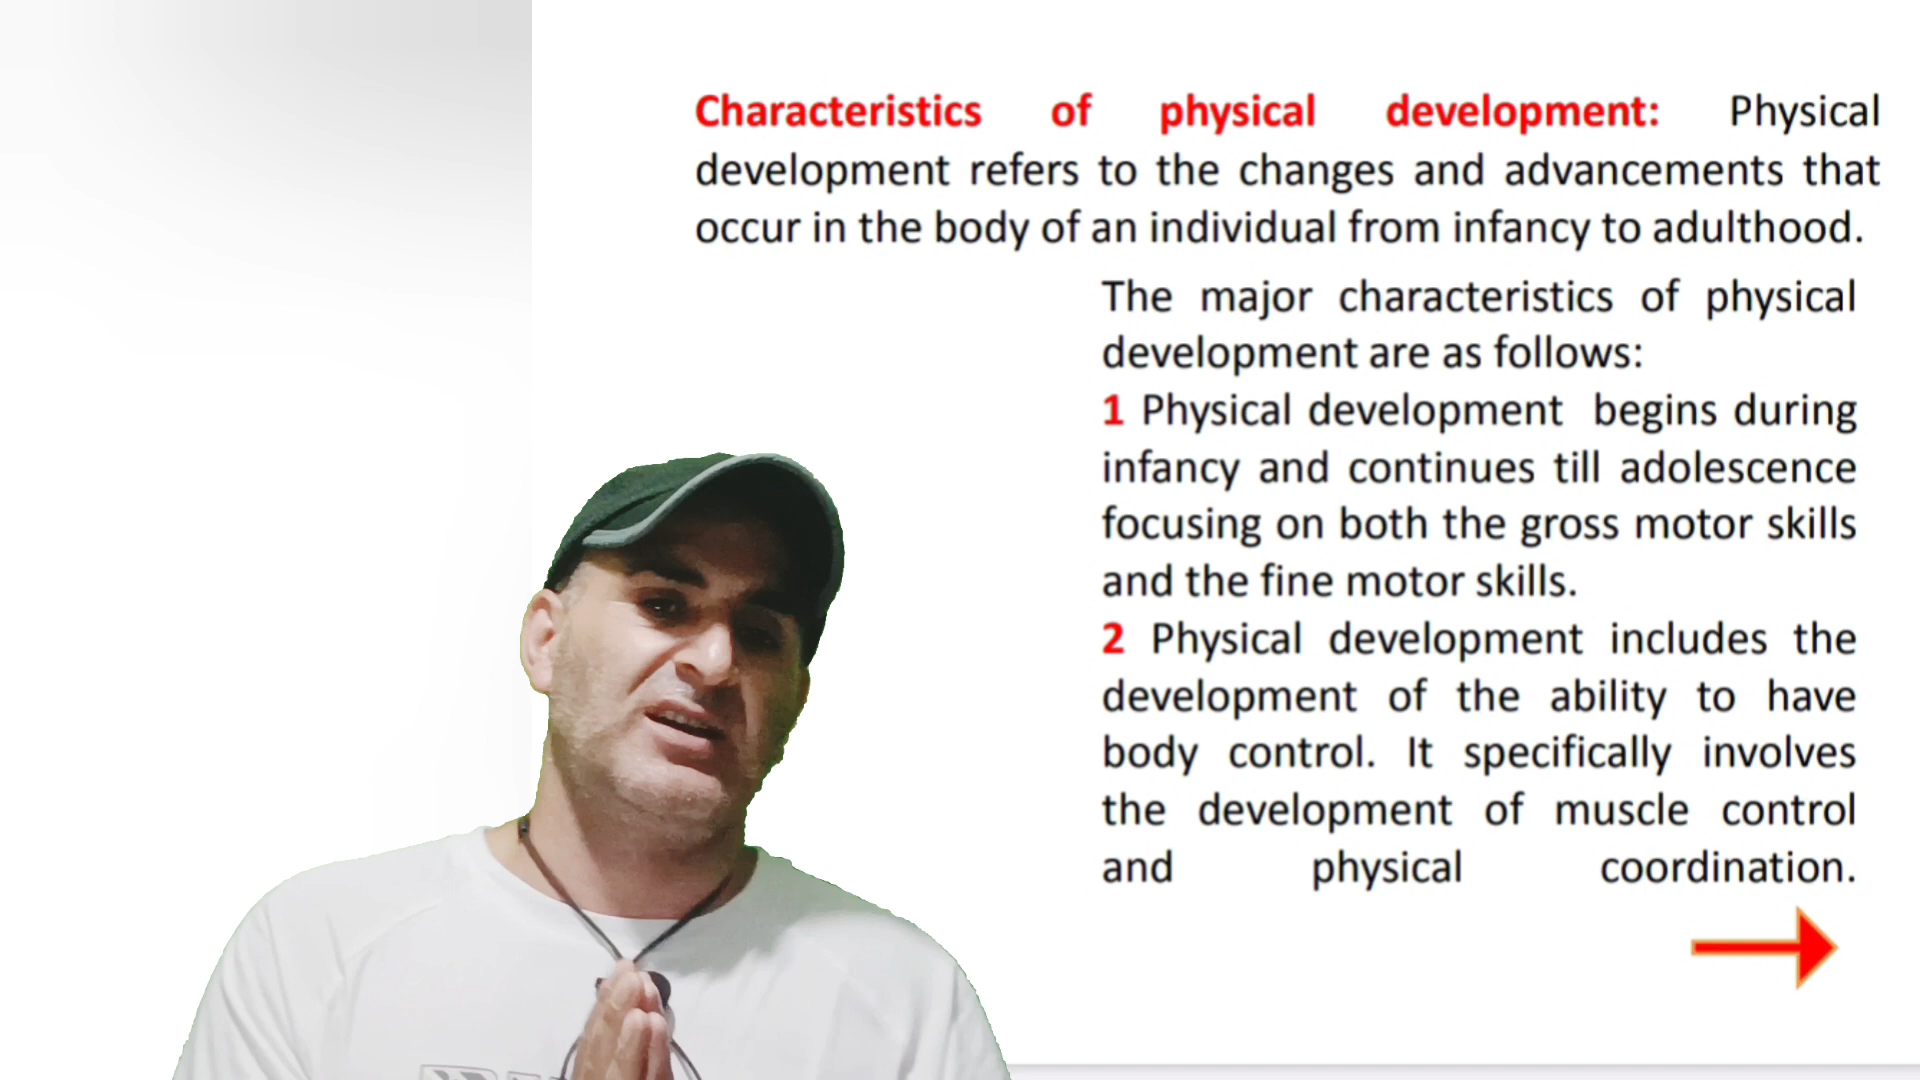 Characteristics of physical development: Physical
development refers to the changes and advancements that
occur in the body of an individual from infancy to adulthood.
The major characteristics of physical
development are as follows:
1 Physical development begins during
infancy and continues till adolescence
focusing on both the gross motor skills
and the fine motor skills.
2 Physical development includes the
development of the ability to have
body control. It specifically involves
the development of muscle control
and physical coordination.